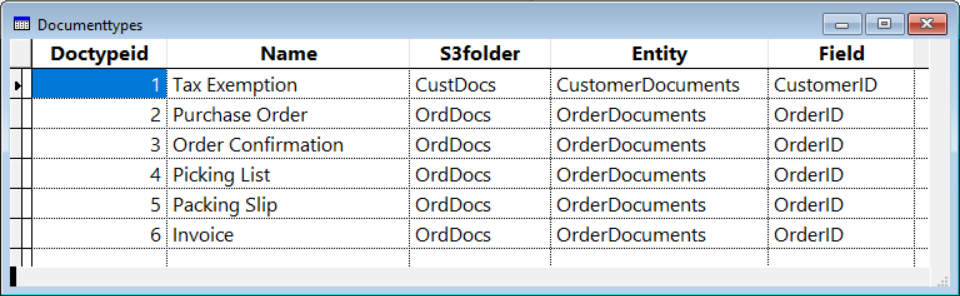 Documenttypes
Doctypeid Name S3folder Entity Field
1 Tax Exemption CustDocs CustomerDocuments CustomerID
2 Purchase Order OrdDocs OrderDocuments OrderID
3 Order Confirmation OrdDocs OrderDocuments OrderID
4 Picking List OrdDocs OrderDocuments OrderID
5 Packing Slip OrdDocs OrderDocuments OrderID
6 Invoice OrdDocs OrderDocuments OrderID